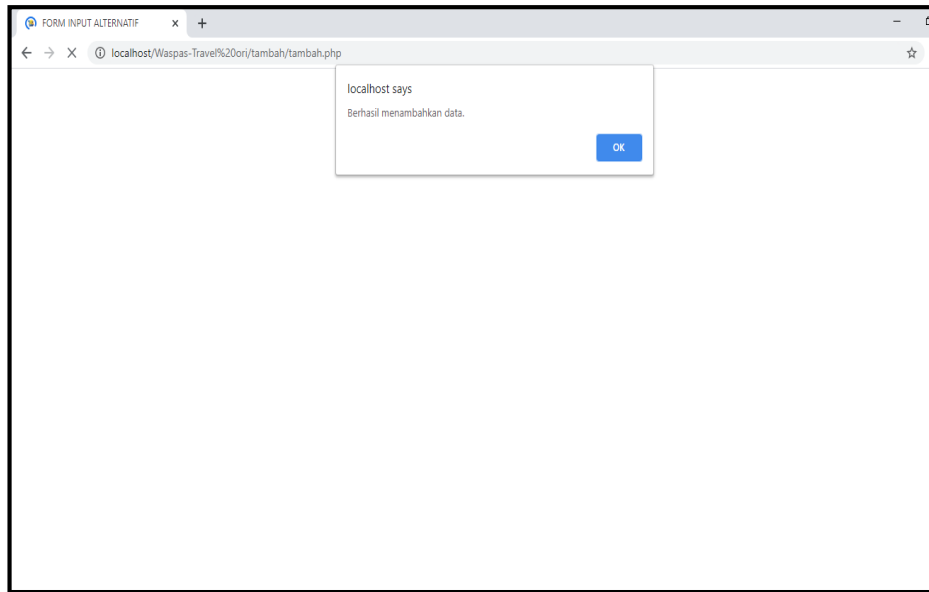 FORM INPUT ALTERNATIF
localhost/Waspas-Travel%20ori/tambah/tambah.php
localhost says
Berhasil menambahkan data.
OK